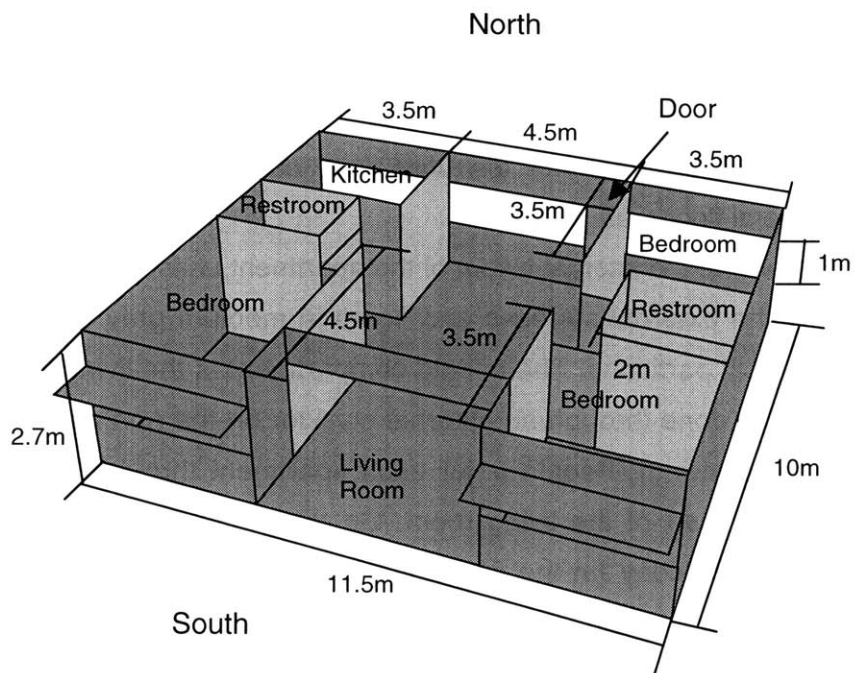 North
3.5m
4.5m
Door
3.5m
Kitchen
Restroom
3.5m
Bedroom
1m
Bedroom
Restroom
4.5m
3.5m
2m
Bedroom
2.7m
Living
Room
10m
11.5m
South